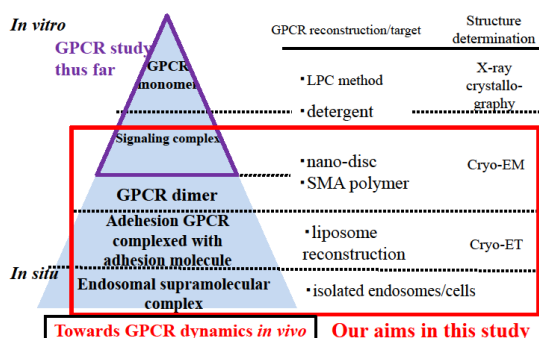 In vitro
GPCR study
thus far
GPCR
monomer
Signaling complex
GPCR dimer
Adehesion GPCR
complexed with
adhesion molecule
In situ
Endosomal supramolecular
complex
GPCR reconstruction/target
・LPC method
・detergent
・nano-disc
・SMA polymer
・liposome
reconstruction
・isolated endosomes/cells
Structure
determination
X-ray
crystallo-
graphy
Cryo-EM
Cryo-ET
Towards GPCR dynamics in vivo
Our aims in this study